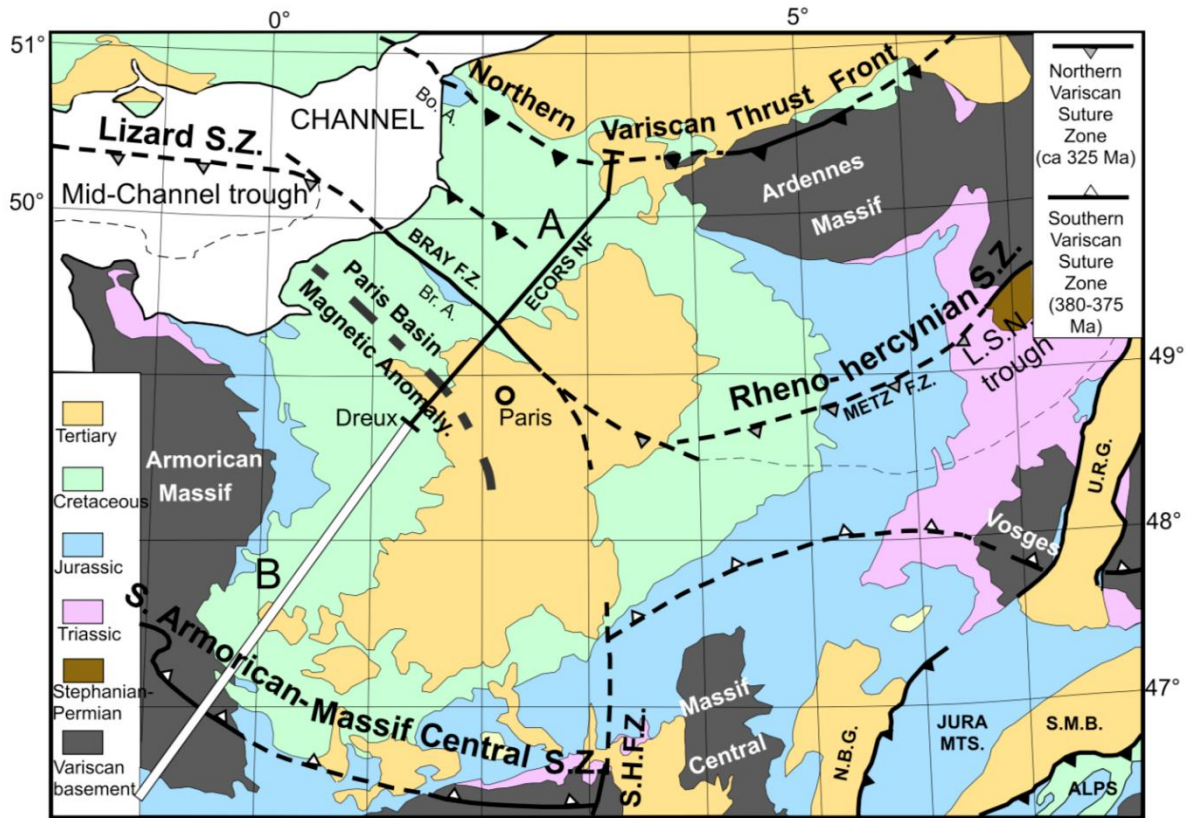 0°
5°
51°
50°
49°
48°
47°
Northern Variscan Thrust Front
Bo. A.
CHANNEL
Lizard S.Z.
Mid-Channel trough
Ardennes
Massif
A
BRAY F.Z.
ECORS NF
Br. A.
Paris Basin
Magnetic Anomaly.
Rheno-hercynian S.Z.
METZ F.Z.
L.S.N.
trough
Dreux
Paris
Armorican
Massif
U.R.G.
Vosges
B
S. Armorican-Massif Central S.Z.
S.H.F.Z.
Massif
Central
N.B.G.
JURA
MTS.
S.M.B.
ALPS
Northern
Variscan
Suture
Zone
(ca 325 Ma)
Southern
Variscan
Suture
Zone
(380-375
Ma)
Tertiary
Cretaceous
Jurassic
Triassic
Stephanian-
Permian
Variscan
basement